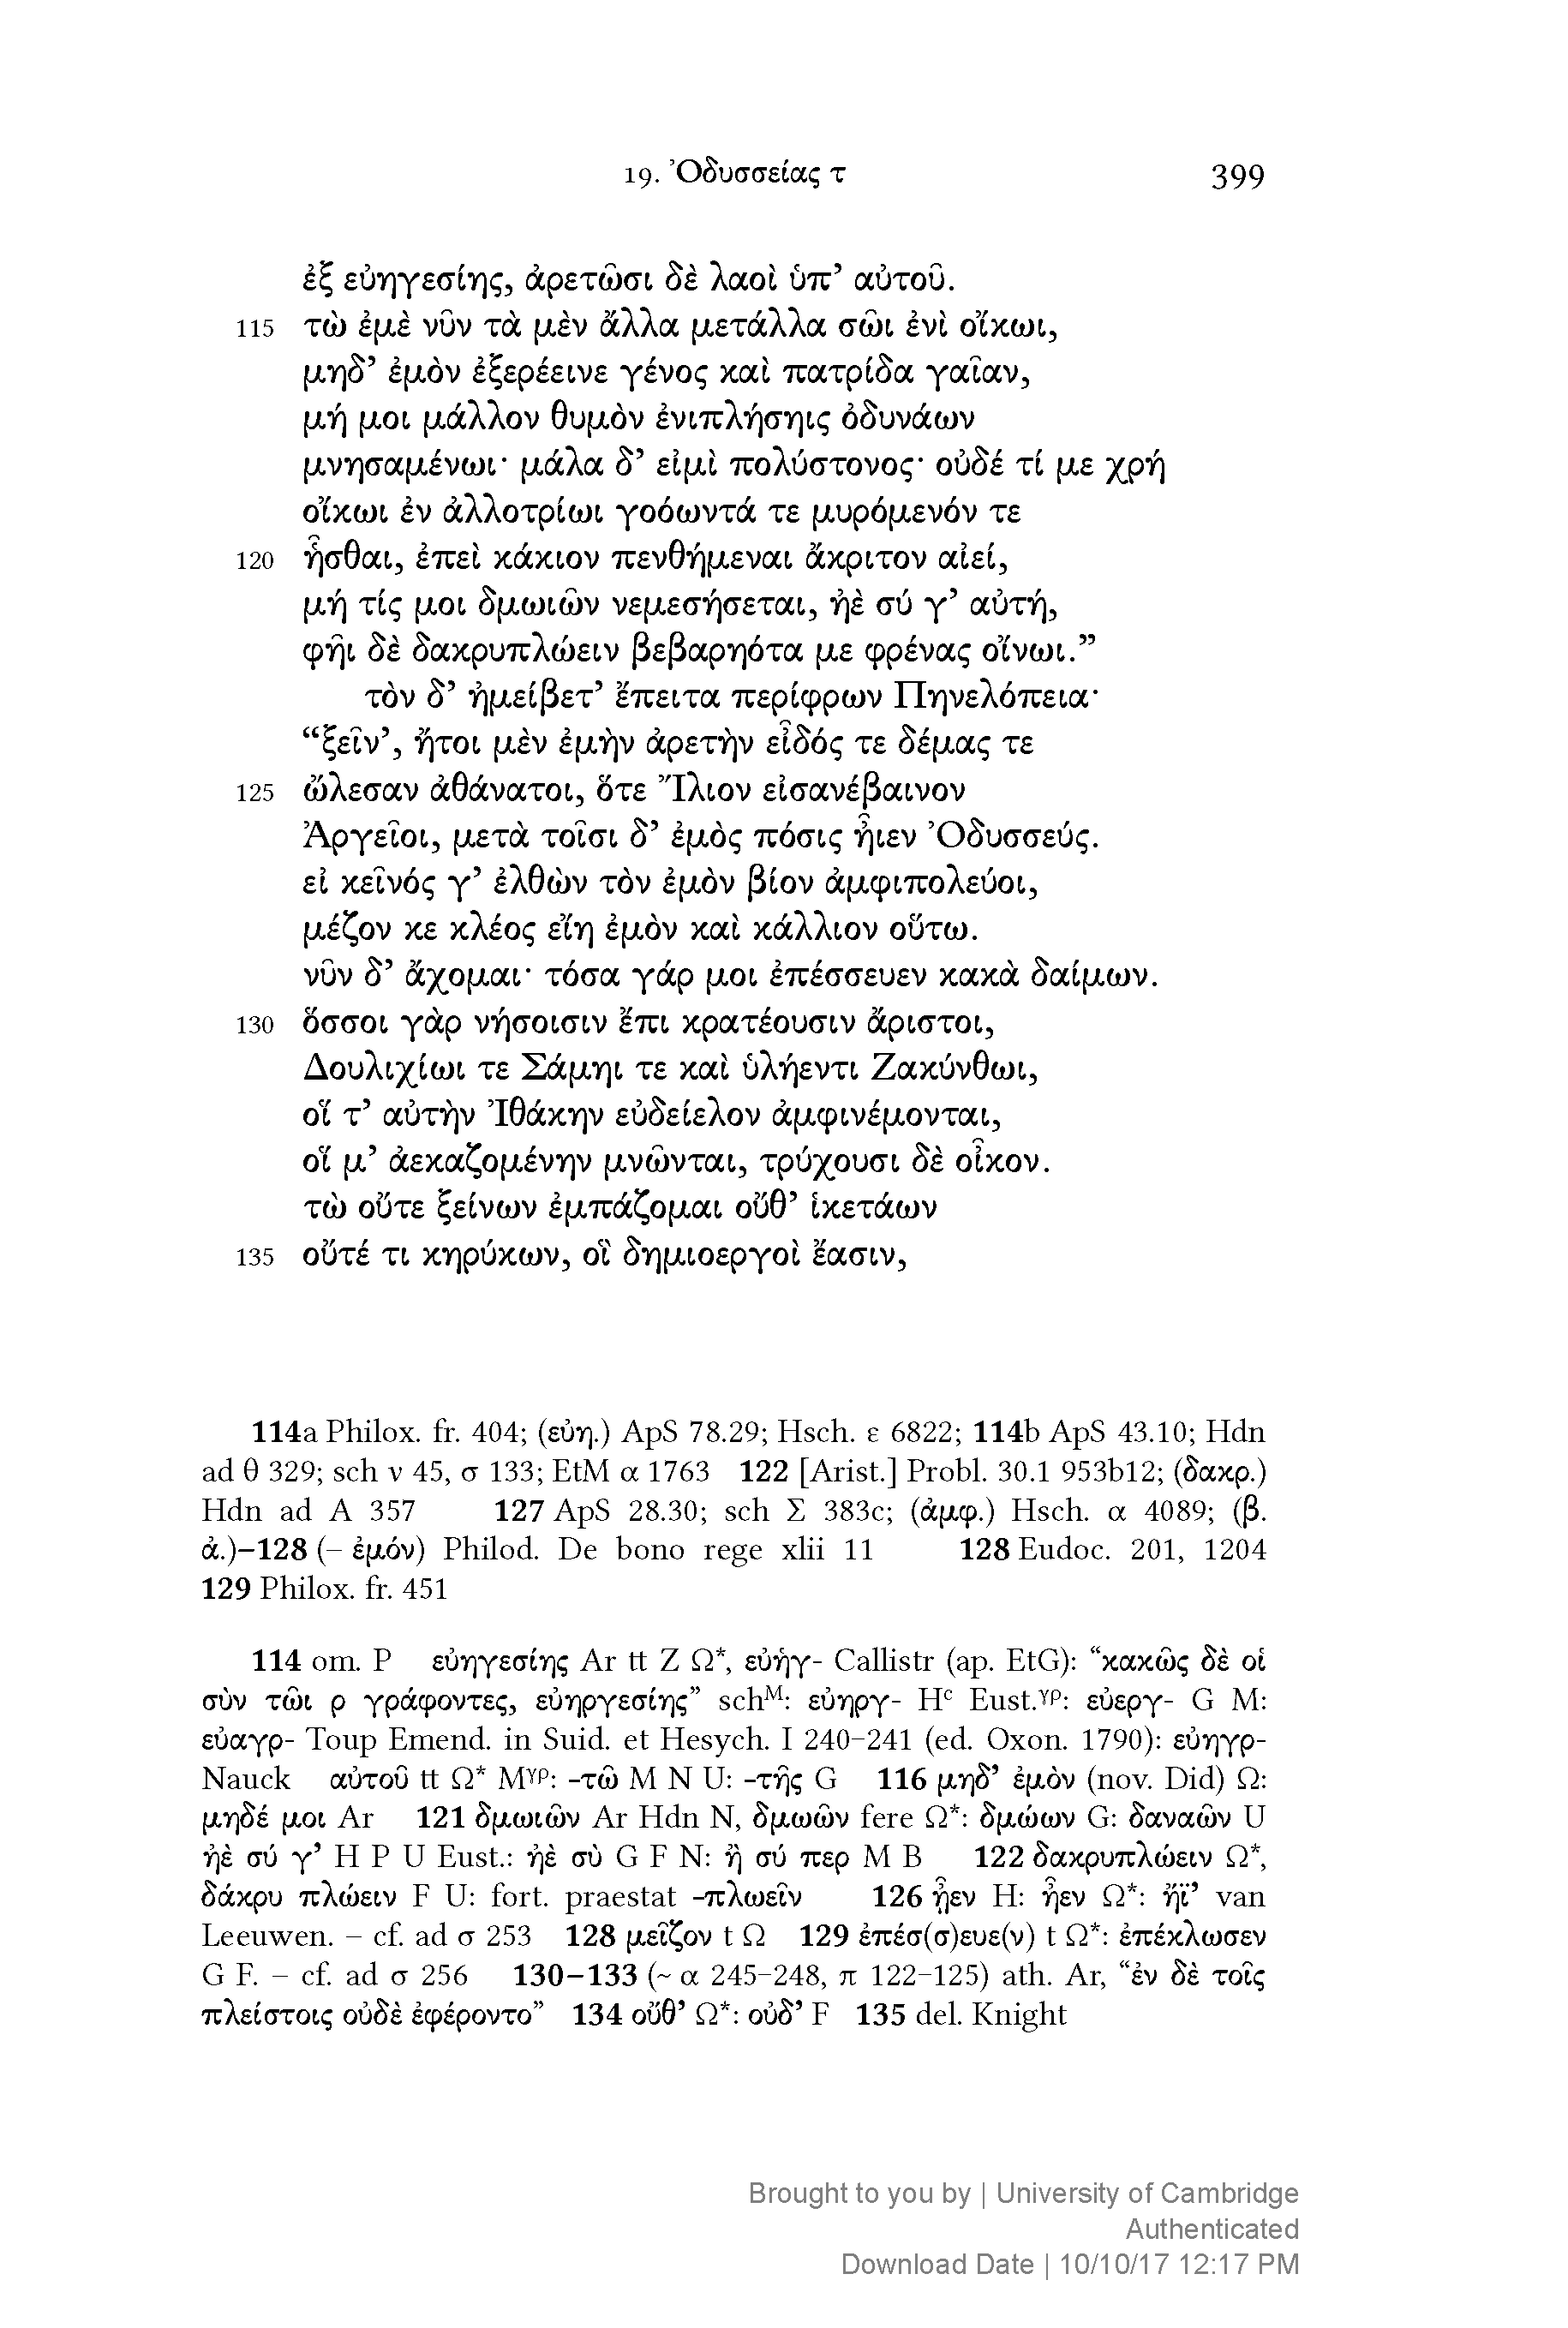 19. Ὀδυσσείας τ 399
ἐξ εὐηγεσίης, ἀρετῶσι δὲ λαοὶ ὑπ’ αὐτοῦ.
115 τὼ ἐμὲ νῦν τὰ μὲν ἄλλα μετάλλα σῶι ἐνὶ οἴκωι,
μηδ’ ἐμὸν ἐξερέεινε γένος καὶ πατρίδα γαῖαν,
μή μοι μάλλον θυμὸν ἐνιπλήσηις ὀδυνάων
μνησαμένωι· μάλα δ’ εἰμὶ πολύστονος· οὐδέ τί με χρή
οἴκωι ἐν ἀλλοτρίωι γοόωντά τε μυρόμενόν τε
120 ἧσθαι, ἐπεὶ κάκιον πενθήμεναι ἄκριτον αἰεί,
μή τίς μοι δμωιῶν νεμεσήσεται, ἠὲ σύ γ’ αὐτή,
φῆι δὲ δακρυπλώειν βεβαρηότα με φρένας οἴνωι.”
τὸν δ’ ἠμείβετ’ ἔπειτα περίφρων Πηνελόπεια·
“ξεῖν’, ἤτοι μὲν ἐμὴν ἀρετὴν εἶδός τε δέμας τε
125 ὤλεσαν ἀθάνατοι, ὅτε Ἴλιον εἰσανέβαινον
Ἀργεῖοι, μετὰ τοῖσι δ’ ἐμὸς πόσις ἦιεν Ὀδυσσεύς.
εἰ κεῖνός γ’ ἐλθὼν τὸν ἐμὸν βίον ἀμφιπολεύοι,
μέζον κε κλέος εἴη ἐμὸν καὶ κάλλιον οὕτω.
νῦν δ’ ἄχομαι· τόσα γάρ μοι ἐπέσσευεν κακὰ δαίμων.
130 ὅσσοι γὰρ νήσοισιν ἔπι κρατέουσιν ἄριστοι,
Δουλιχίωι τε Σάμηι τε καὶ ὑλήεντι Ζακύνθωι,
οἵ τ’ αὐτὴν Ἰθάκην εὐδείελον ἀμφινέμονται,
οἵ μ’ ἀεκαζομένην μνῶνται, τρύχουσι δὲ οἶκον.
τὼ οὔτε ξείνων ἐμπάζομαι οὔθ’ ἱκετάων
135 οὔτέ τι κηρύκων, οἳ δημιοεργοὶ ἔασιν,
114a Philox. fr. 404; (εὐη.) ApS 78.29; Hsch. ε 6822; 114b ApS 43.10; Hdn
ad θ 329; sch ν 45, σ 133; EtM α 1763 122 [Arist.] Probl. 30.1 953b12; (δακρ.)
Hdn ad Α 357 127 ApS 28.30; sch Σ 383c; (ἀμφ.) Hsch. α 4089; (β.
ἀ.)–128 (– ἐμόν) Philod. De bono rege xlii 11 128 Eudoc. 201, 1204
129 Philox. fr. 451
114 om. P εὐηγεσίης Ar tt Z Ω*, εὐήγ- Callistr (ap. EtG): “κακῶς δὲ οἱ
σὺν τῶι ρ γράφοντες, εὐηργεσίης” schᴹ: εὐηργ- Hᶜ Eust.ᵞᵖ: εὐεργ- G M:
εὐαγρ- Toup Emend. in Suid. et Hesych. I 240–241 (ed. Oxon. 1790): εὐηγρ-
Nauck αὐτοῦ tt Ω* Mᵞᵖ: -τῶ M N U: -τῆς G 116 μηδ’ ἐμὸν (nov. Did) Ω:
μηδέ μοι Ar 121 δμωιῶν Ar Hdn N, δμωῶν fere Ω*: δμώων G: δαναῶν U
ἠὲ σύ γ’ H P U Eust.: ἠὲ σὺ G F N: ἢ σύ περ M B 122 δακρυπλώειν Ω*,
δάκρυ πλώειν F U: fort. praestat -πλωεῖν 126 ᾖεν H: ἦεν Ω*: ἤϊ’ van
Leeuwen. – cf. ad σ 253 128 μεῖζον t Ω 129 ἐπέσ(σ)ευε(ν) t Ω*: ἐπέκλωσεν
G F. – cf. ad σ 256 130–133 (~ α 245–248, π 122–125) ath. Ar, “ἐν δὲ τοῖς
πλείστοις οὐδὲ ἐφέροντο” 134 οὔθ’ Ω*: οὐδ’ F 135 del. Knight
Brought to you by | University of Cambridge
Authenticated
Download Date | 10/10/17 12:17 PM